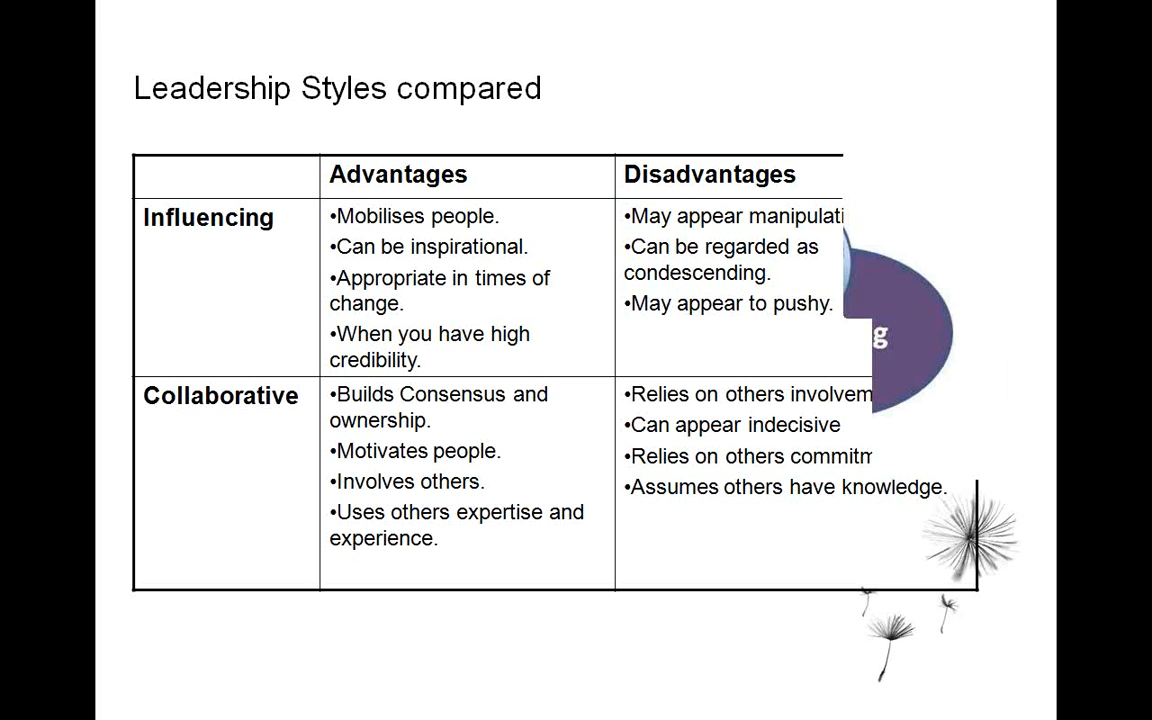 Leadership Styles compared
Advantages
Disadvantages
Influencing
•Mobilises people.
•Can be inspirational.
•Appropriate in times of
change.
•When you have high
credibility.
•May appear
•Can be regarded as
condescending.
•May appear to pushy.
g
Collaborative
•Builds Consensus and
ownership.
•Motivates people.
•Involves others.
•Uses others expertise and
experience.
•Relies on others
•Can appear indecisive
•Relies on others
•Assumes others have knowledge.